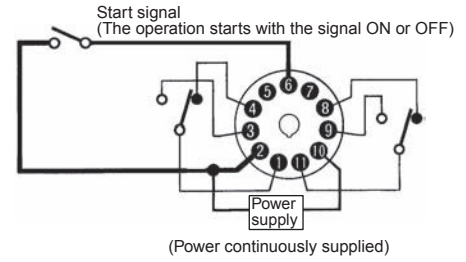 Start signal
(The operation starts with the signal ON or OFF)
5 6 7
4 8
3 9
2 10
1 11
Power
supply
(Power continuously supplied)